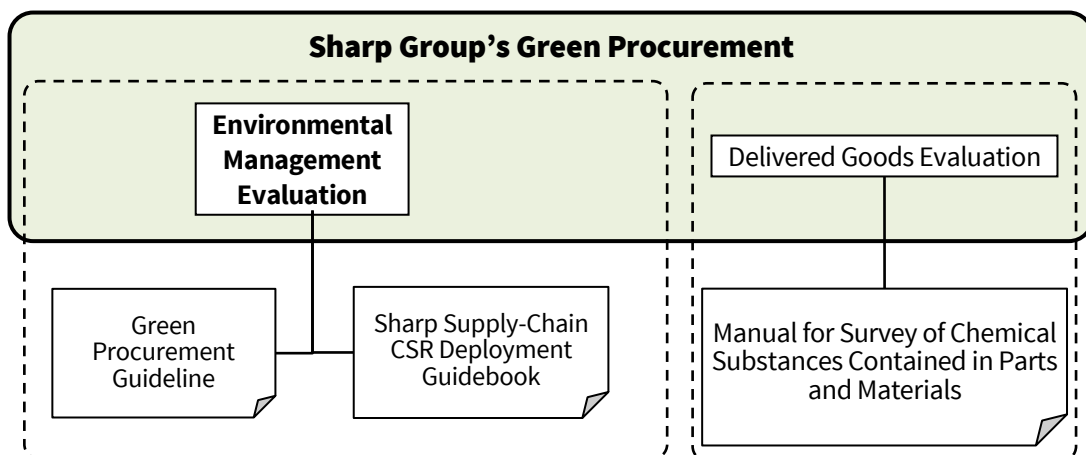 Sharp Group’s Green Procurement
Environmental
Management
Evaluation
Delivered Goods Evaluation
Green
Procurement
Guideline
Sharp Supply-Chain
CSR Deployment
Guidebook
Manual for Survey of Chemical
Substances Contained in Parts
and Materials